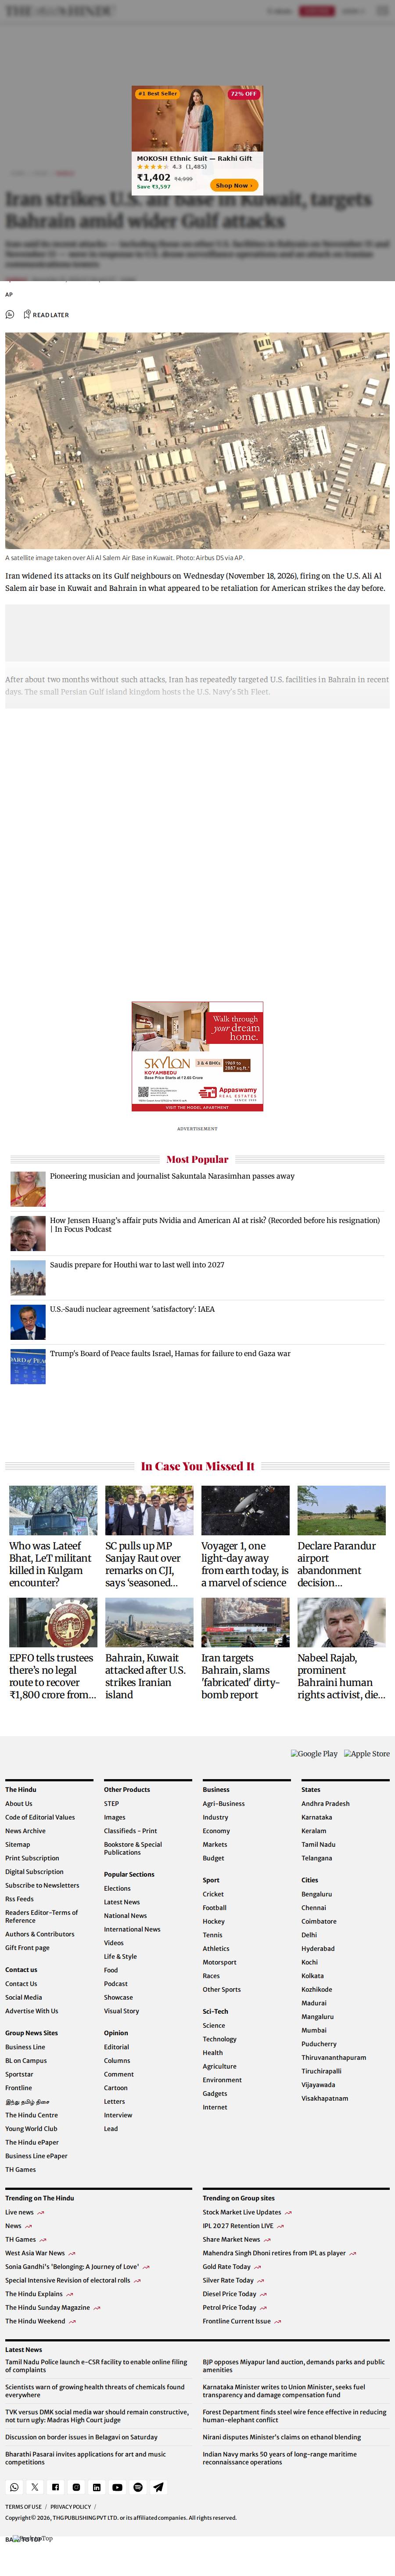 THE HINDU
#1 Best Seller
72% OFF
MOKOSH Ethnic Suit — Rakhi Gift
4.3 (1,485)
₹1,402 ₹4,999
Save ₹3,597
Shop Now
Bahrain amid wave Gulf attacks
AP
READ LATER
A satellite image taken over Ali Al Salem Air Base in Kuwait. Photo: Airbus DS via AP.
Iran widened its attacks on its Gulf neighbours on Wednesday (November 18, 2026), firing on the U.S. Ali Al
Salem air base in Kuwait and Bahrain in what appeared to be retaliation for American strikes the day before.
After about two months without such attacks, Iran has repeatedly targeted U.S. facilities in Bahrain in recent
days. The small Persian Gulf island kingdom hosts the U.S. Navy's 5th Fleet.
Walk through
your dream
home.
SKYLON
KOYAMBEDU
3 & 4 BHKs
Base Price Starts at ₹3.65 Crore
Appaswamy
REAL ESTATES
VISIT THE MODEL APARTMENT
ADVERTISEMENT
Most Popular
Pioneering musician and journalist Sakuntala Narasimhan passes away
How Jensen Huang's affair puts Nvidia and American AI at risk? (Recorded before his resignation)
| In Focus Podcast
Saudis prepare for Houthi war to last well into 2027
U.S.-Saudi nuclear agreement 'satisfactory': IAEA
Trump's Board of Peace faults Israel, Hamas for failure to end Gaza war
In Case You Missed It
Who was Lateef
Bhat, LeT militant
killed in Kulgam
encounter?
SC pulls up MP
Sanjay Raut over
remarks on CJI,
says 'seasoned...
Voyager 1, one
light-day away
from earth today, is
a marvel of science
Declare Parandur
airport
abandonment
decision...
EPFO tells trustees
there's no legal
route to recover
₹1,800 crore from...
Bahrain, Kuwait
attacked after U.S.
strikes Iranian
island
Iran targets
Bahrain, slams
'fabricated' dirty-
bomb report
Nabeel Rajab,
prominent
Bahraini human
rights activist, die...
Google Play
Apple Store
The Hindu
About Us
Code of Editorial Values
News Archive
Sitemap
Print Subscription
Digital Subscription
Subscribe to Newsletters
Rss Feeds
Readers Editor-Terms of
Reference
Authors & Contributors
Gift Front page
Contact us
Contact Us
Social Media
Advertise With Us
Group News Sites
Business Line
BL on Campus
Sportstar
Frontline
இந்து தமிழ் திசை
The Hindu Centre
Young World Club
The Hindu ePaper
Business Line ePaper
TH Games
Other Products
STEP
Images
Classifieds - Print
Bookstore & Special
Publications
Popular Sections
Elections
Latest News
National News
International News
Videos
Life & Style
Food
Podcast
Showcase
Visual Story
Opinion
Editorial
Columns
Comment
Cartoon
Letters
Interview
Lead
Business
Agri-Business
Industry
Economy
Markets
Budget
Sport
Cricket
Football
Hockey
Tennis
Athletics
Motorsport
Races
Other Sports
Sci-Tech
Science
Technology
Health
Agriculture
Environment
Gadgets
Internet
States
Andhra Pradesh
Karnataka
Keralam
Tamil Nadu
Telangana
Cities
Bengaluru
Chennai
Coimbatore
Delhi
Hyderabad
Kochi
Kolkata
Kozhikode
Madurai
Mangaluru
Mumbai
Puducherry
Thiruvananthapuram
Tiruchirapalli
Vijayawada
Visakhapatnam
Trending on The Hindu
Live news
News
TH Games
West Asia War News
Sonia Gandhi's 'Belonging: A Journey of Love'
Special Intensive Revision of electoral rolls
The Hindu Explains
The Hindu Sunday Magazine
The Hindu Weekend
Trending on Group sites
Stock Market Live Updates
IPL 2027 Retention LIVE
Share Market News
Mahendra Singh Dhoni retires from IPL as player
Gold Rate Today
Silver Rate Today
Diesel Price Today
Petrol Price Today
Frontline Current Issue
Latest News
Tamil Nadu Police launch e-CSR facility to enable online filing
of complaints
BJP opposes Miyapur land auction, demands parks and public
amenities
Scientists warn of growing health threats of chemicals found
everywhere
Karnataka Minister writes to Union Minister, seeks fuel
transparency and damage compensation fund
TVK versus DMK social media war should remain constructive,
not turn ugly: Madras High Court judge
Forest Department finds steel wire fence effective in reducing
human-elephant conflict
Discussion on border issues in Belagavi on Saturday
Nirani disputes Minister's claims on ethanol blending
Bharathi Pasarai invites applications for art and music
competitions
Indian Navy marks 50 years of long-range maritime
reconnaissance operations
TERMS OF USE / PRIVACY POLICY /
Copyright© 2026, THG PUBLISHING PVT LTD. or its affiliated companies. All rights reserved.
BACK TO TOP